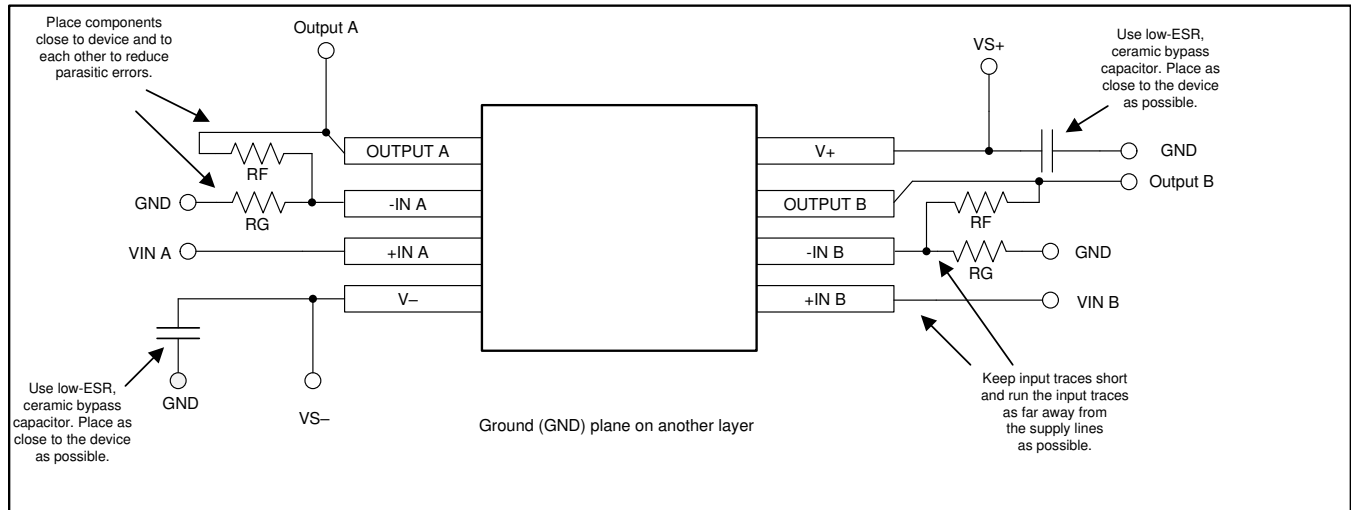 Place components
close to device and to
each other to reduce
parasitic errors.
Output A
VS+
Use low-ESR,
ceramic bypass
capacitor. Place as
close to the device
as possible.
OUTPUT A
V+
GND
RF
Output B
GND
-IN A
OUTPUT B
RF
RG
VIN A
+IN A
-IN B
GND
RG
V–
+IN B
VIN B
Use low-ESR,
ceramic bypass
capacitor. Place as
close to the device
as possible.
GND
VS–
Ground (GND) plane on another layer
Keep input traces short
and run the input traces
as far away from
the supply lines
as possible.